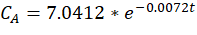 C_A = 7.0412 * e^{-0.0072t}